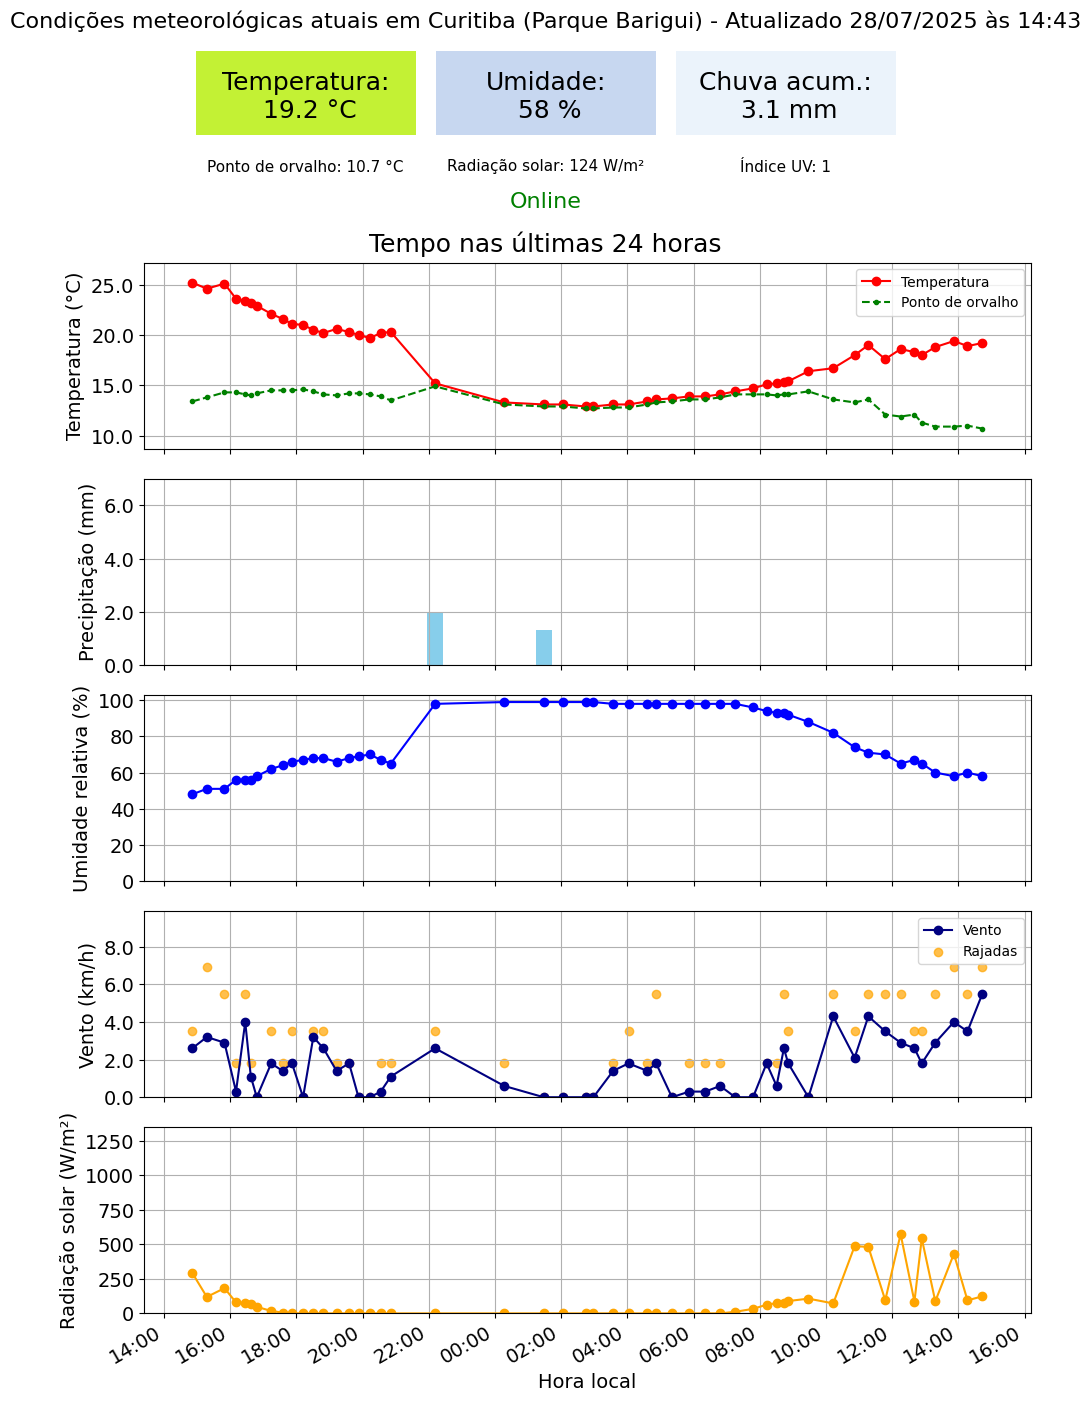 Condições meteorológicas atuais em Curitiba (Parque Barigui) - Atualizado 28/07/2025 às 14:43
Temperatura:
19.2 °C
Umidade:
58 %
Chuva acum.:
3.1 mm
Ponto de orvalho: 10.7 °C
Radiação solar: 124 W/m²
Índice UV: 1
Online
Tempo nas últimas 24 horas
Temperatura (°C)
25.0
20.0
15.0
10.0
Temperatura
Ponto de orvalho
Precipitação (mm)
6.0
4.0
2.0
0.0
Umidade relativa (%)
100
80
60
40
20
0
Vento (km/h)
8.0
6.0
4.0
2.0
0.0
Vento
Rajadas
Radiação solar (W/m²)
1250
1000
750
500
250
0
14:00
16:00
18:00
20:00
22:00
00:00
02:00
04:00
06:00
08:00
10:00
12:00
14:00
16:00
Hora local